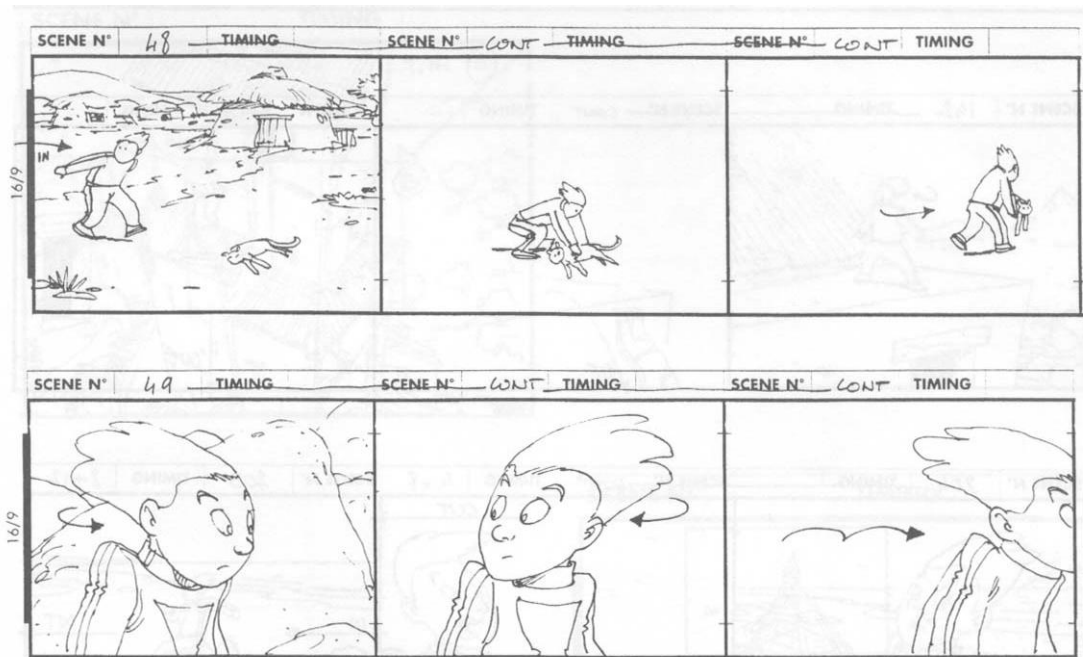 SCENE N° 48 TIMING SCENE N° CONT TIMING SCENE N° CONT TIMING
IN
16/9
SCENE N° 49 TIMING SCENE N° CONT TIMING SCENE N° CONT TIMING
16/9